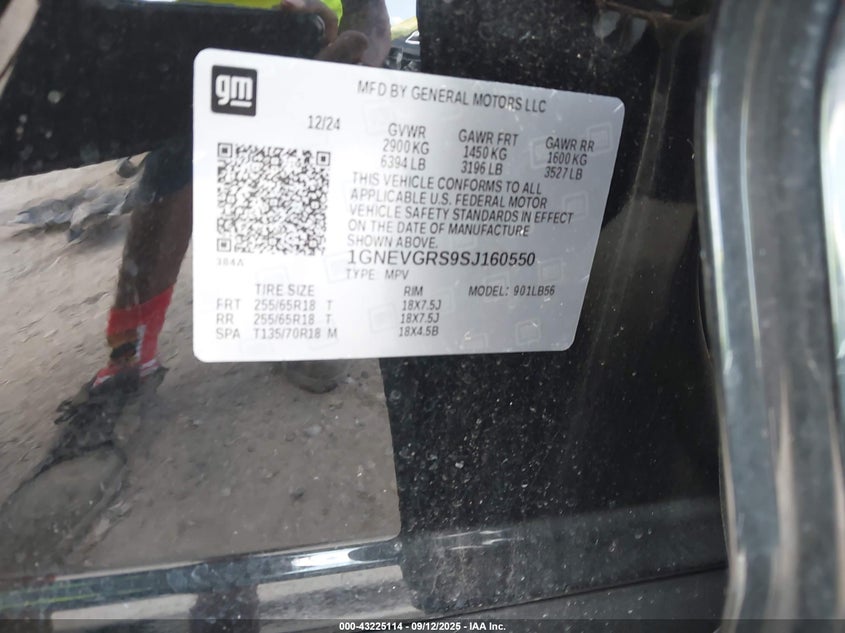 gm
MFD BY GENERAL MOTORS LLC
12/24 GVWR GAWR FRT GAWR RR
2900 KG 1450 KG 1600 KG
6394 LB 3196 LB 3527 LB
THIS VEHICLE CONFORMS TO ALL
APPLICABLE U.S. FEDERAL MOTOR
VEHICLE SAFETY STANDARDS IN EFFECT
ON THE DATE OF MANUFACTURE
SHOWN ABOVE.
384A 1GNEVGRS9SJ160550
TYPE: MPV
TIRE SIZE RIM MODEL: 901LB56
FRT 255/65R18 T 18X7.5J
RR 255/65R18 T 18X7.5J
SPA T135/70R18 M 18X4.5B
000-43225114 - 09/12/2025 - IAA Inc.